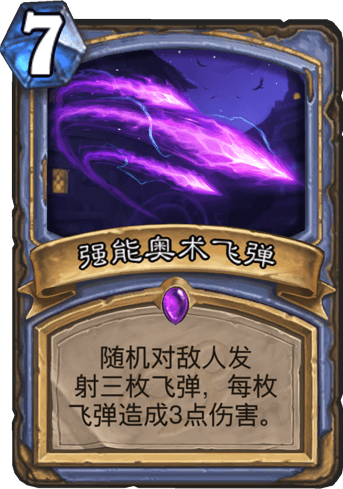 7
强能奥术飞弹
随机对敌人发
射三枚飞弹，每枚
飞弹造成3点伤害。